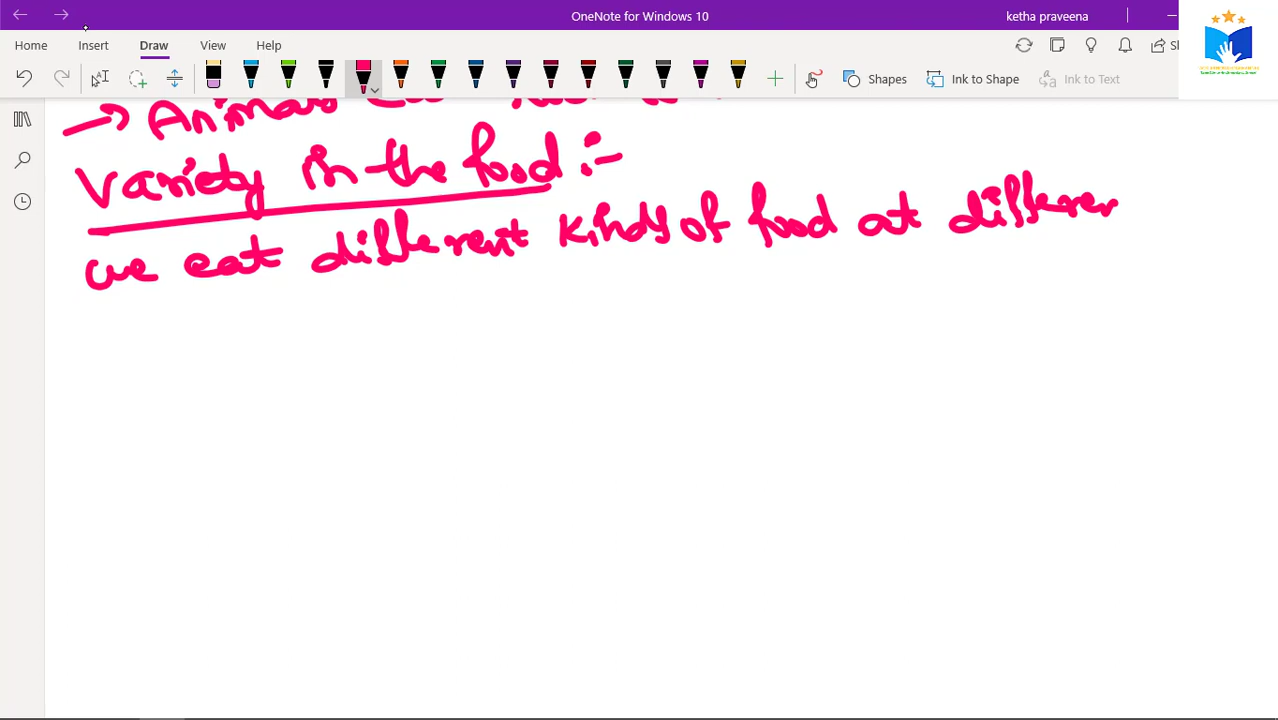 OneNote for Windows 10
ketha praveena
Home
Insert
Draw
View
Help
Sh
Shapes
Ink to Shape
Ink to Text
→ Animals
Variety in the food :-
we eat different kinds of food at differen